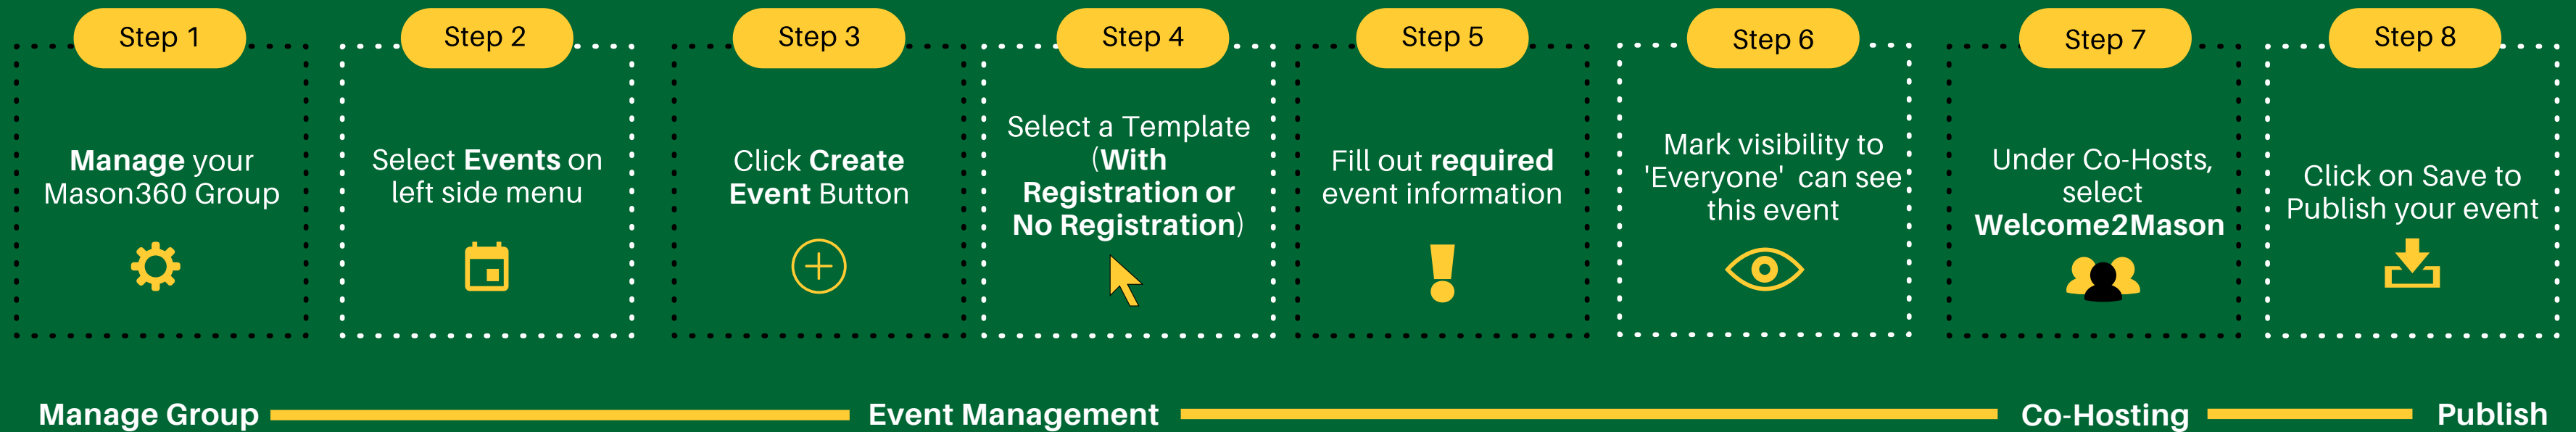 Step 1
Manage your
Mason360 Group
Step 2
Select Events on
left side menu
Step 3
Click Create
Event Button
Step 4
Select a Template
(With
Registration or
No Registration)
Step 5
Fill out required
event information
Step 6
Mark visibility to
'Everyone'  can see
this event
Step 7
Under Co-Hosts,
select
Welcome2Mason
Step 8
Click on Save to
Publish your event
Manage Group
Event Management
Co-Hosting
Publish